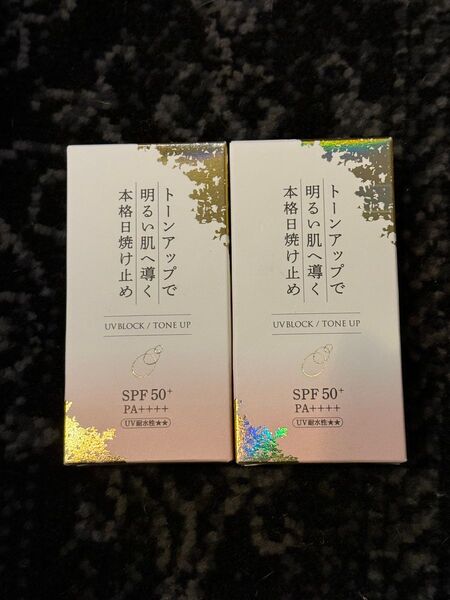 トーンアップで
明るい肌へ導く
本格日焼け止め
UV BLOCK / TONE UP
SPF 50+
PA++++
UV耐水性★★
トーンアップで
明るい肌へ導く
本格日焼け止め
UV BLOCK / TONE UP
SPF 50+
PA++++
UV耐水性★★